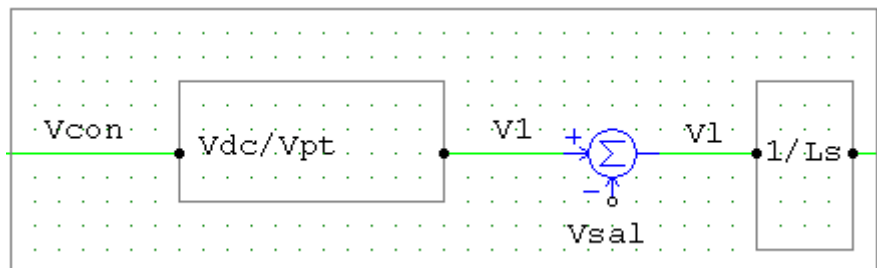 Vcon
Vdc/Vpt
V1
+
Σ
−
Vsal
Vl
1/Ls